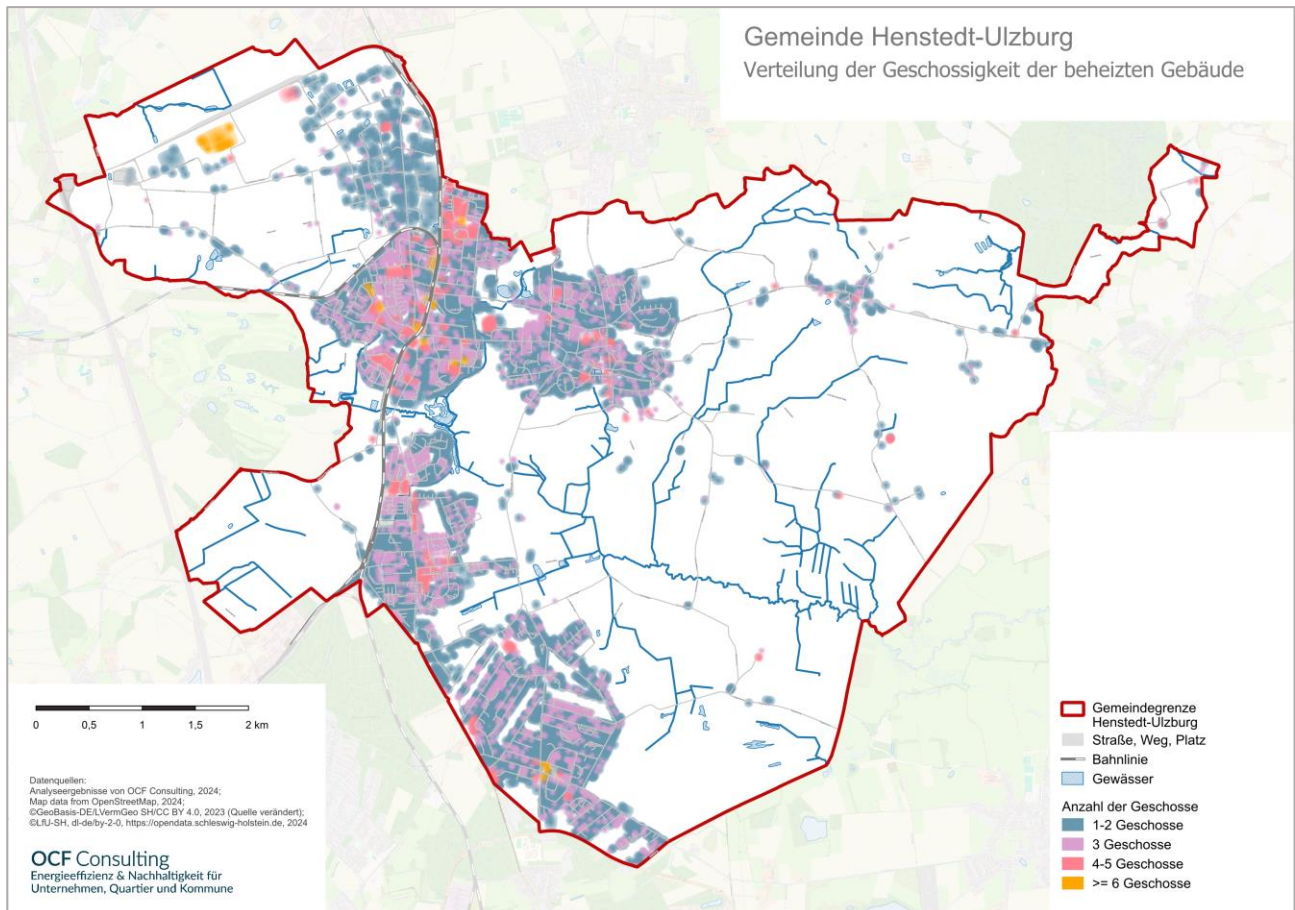 Gemeinde Henstedt-Ulzburg
Verteilung der Geschossigkeit der beheizten Gebäude
0 0,5 1 1,5 2 km
Datenquellen:
Analyseergebnisse von OCF Consulting, 2024;
Map data from OpenStreetMap, 2024;
©GeoBasis-DE/LVermGeo SH/CC BY 4.0, 2023 (Quelle verändert);
©LfU-SH, dl-de/by-2-0, https://opendata.schleswig-holstein.de, 2024
OCF Consulting
Energieeffizienz & Nachhaltigkeit für
Unternehmen, Quartier und Kommune
Gemeindegrenze
Henstedt-Ulzburg
Straße, Weg, Platz
Bahnlinie
Gewässer
Anzahl der Geschosse
1-2 Geschosse
3 Geschosse
4-5 Geschosse
>= 6 Geschosse